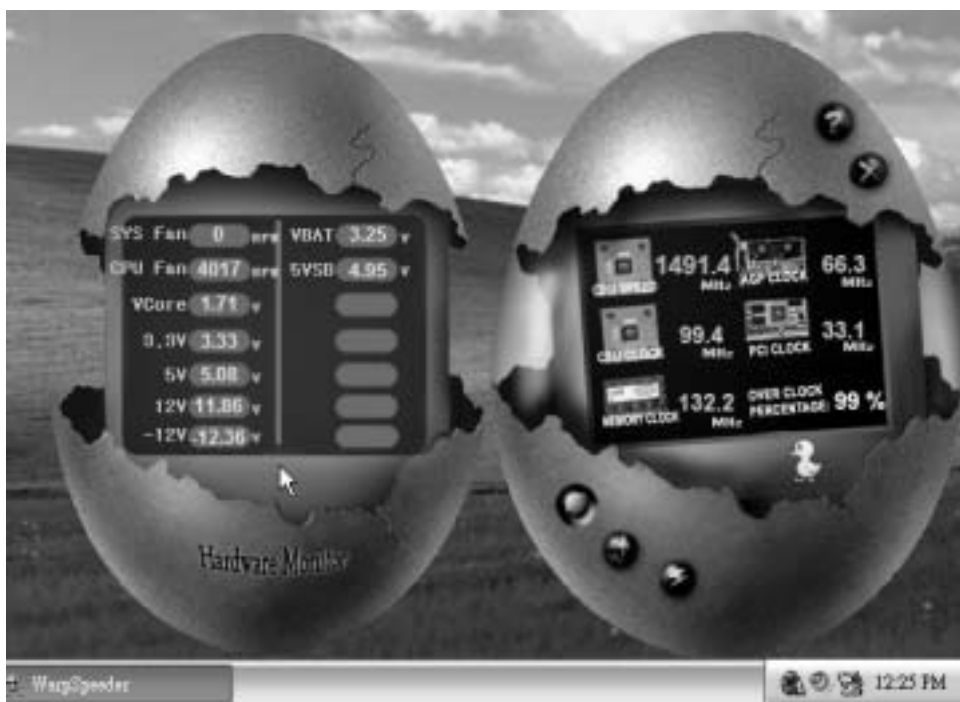 SYS Fan 0 VBAT 3.25 v
CPU Fan 4017 5VSB 4.95 v
VCore 1.71 v
3.3V 3.33 v
5V 5.08 v
12V 11.86 v
-12V -12.36 v
Hardware Monitor
CPU SPEED 1491.4 MHz AGP CLOCK 66.3 MHz
CPU CLOCK 99.4 MHz PCI CLOCK 33.1 MHz
MEMORY CLOCK 132.2 MHz OVER CLOCK PERCENTAGE: 99 %
?
WarpSpeeder
12:25 PM